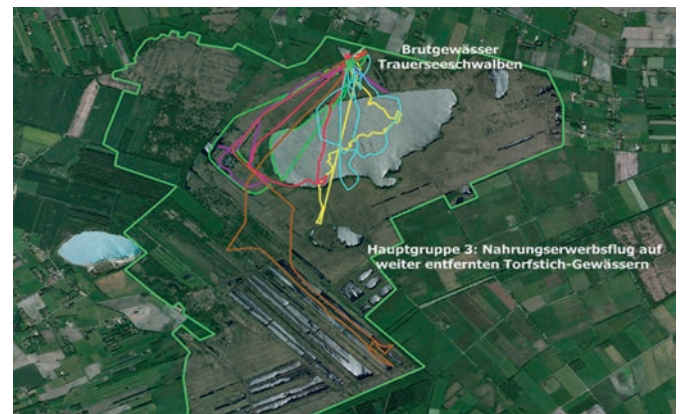 Brutgewässer
Trauerseeschwalben
Hauptgruppe 3: Nahrungserwerbsflug auf
weiter entfernten Torfstich-Gewässern